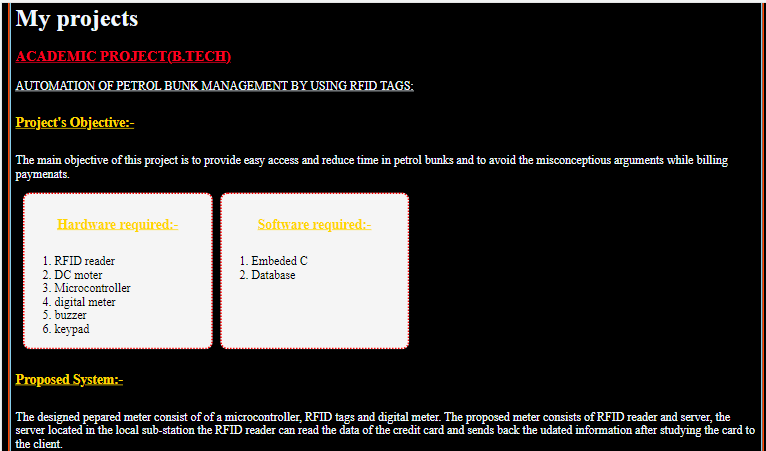 My projects
ACADEMIC PROJECT(B.TECH)
AUTOMATION OF PETROL BUNK MANAGEMENT BY USING RFID TAGS:
Project's Objective:-
The main objective of this project is to provide easy access and reduce time in petrol bunks and to avoid the misconceptious arguments while billing
paymenats.
Hardware required:-
1. RFID reader
2. DC moter
3. Microcontroller
4. digital meter
5. buzzer
6. keypad
Software required:-
1. Embeded C
2. Database
Proposed System:-
The designed pepared meter consist of of a microcontroller, RFID tags and digital meter. The proposed meter consists of RFID reader and server, the
server located in the local sub-station the RFID reader can read the data of the credit card and sends back the udated information after studying the card to
the client.